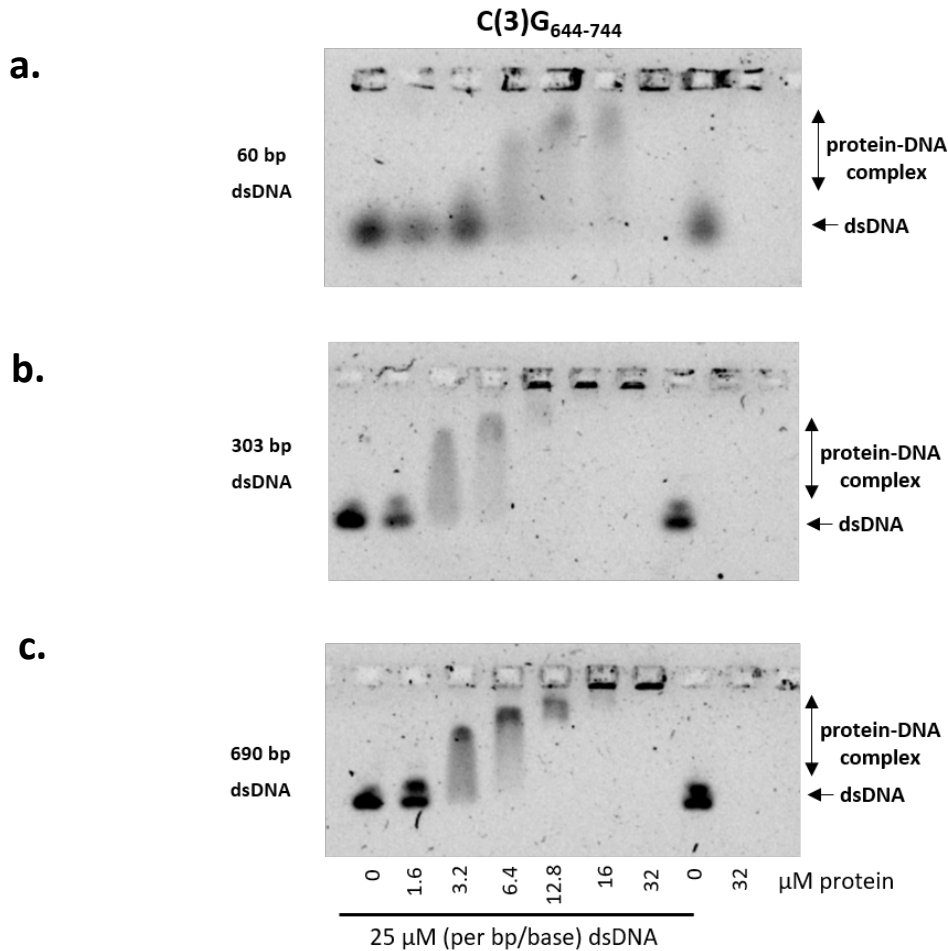 C(3)G644-744
a.
60 bp
dsDNA
protein-DNA
complex
dsDNA
b.
303 bp
dsDNA
protein-DNA
complex
dsDNA
c.
690 bp
dsDNA
protein-DNA
complex
dsDNA
0 1.6 3.2 6.4 12.8 16 32 0 32 μM protein
25 μM (per bp/base) dsDNA